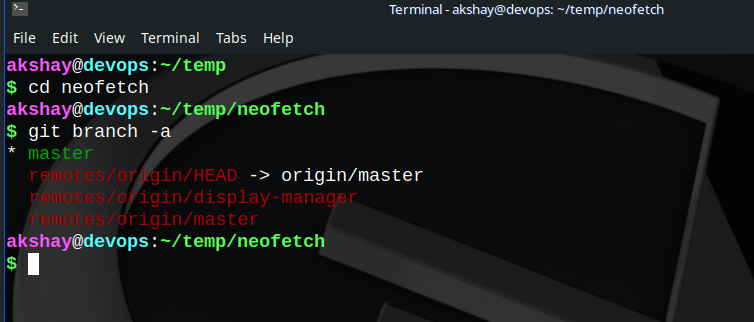 Terminal - akshay@devops: ~/temp/neofetch
File Edit View Terminal Tabs Help
akshay@devops:~/temp
$ cd neofetch
akshay@devops:~/temp/neofetch
$ git branch -a
* master
  remotes/origin/HEAD -> origin/master
  remotes/origin/display-manager
  remotes/origin/master
akshay@devops:~/temp/neofetch
$